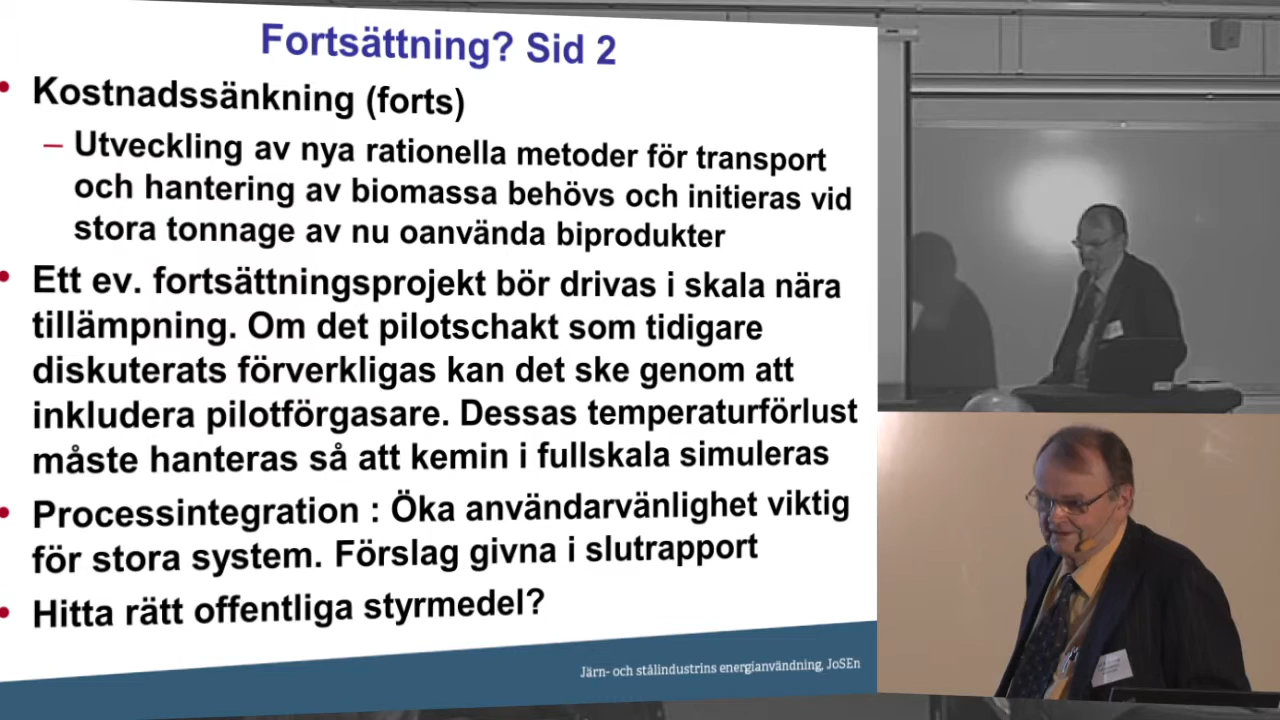 Fortsättning? Sid 2
• Kostnadssänkning (forts)
– Utveckling av nya rationella metoder för transport
och hantering av biomassa behövs och initieras vid
stora tonnage av nu oanvända biprodukter
• Ett ev. fortsättningsprojekt bör drivas i skala nära
tillämpning. Om det pilotschakt som tidigare
diskuterats förverkligas kan det ske genom att
inkludera pilotförgasare. Dessas temperaturförlust
måste hanteras så att kemin i fullskala simuleras
• Processintegration : Öka användarvänlighet viktig
för stora system. Förslag givna i slutrapport
• Hitta rätt offentliga styrmedel?
Järn- och stålindustrins energianvändning, JoSEn